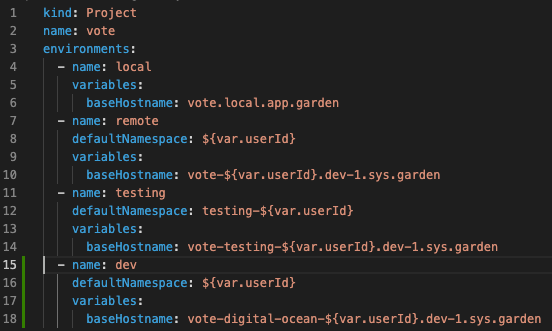 1 kind: Project
2 name: vote
3 environments:
4   - name: local
5     variables:
6       baseHostname: vote.local.app.garden
7   - name: remote
8     defaultNamespace: ${var.userId}
9     variables:
10       baseHostname: vote-${var.userId}.dev-1.sys.garden
11   - name: testing
12     defaultNamespace: testing-${var.userId}
13     variables:
14       baseHostname: vote-testing-${var.userId}.dev-1.sys.garden
15   - name: dev
16     defaultNamespace: ${var.userId}
17     variables:
18       baseHostname: vote-digital-ocean-${var.userId}.dev-1.sys.garden